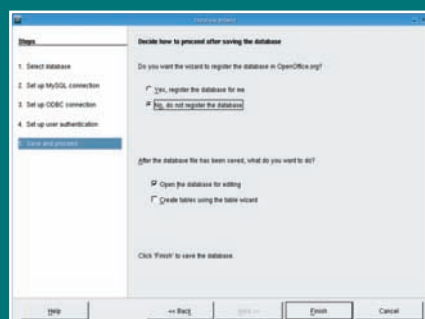 Database Wizard
Steps
1. Select database
2. Set up MySQL connection
3. Set up ODBC connection
4. Set up user authentication
5. Save and proceed
Decide how to proceed after saving the database
Do you want the wizard to register the database in OpenOffice.org?
Yes, register the database for me
No, do not register the database
After the database file has been saved, what do you want to do?
Open the database for editing
Create tables using the table wizard
Click 'Finish' to save the database.
Help
<< Back
Next >>
Finish
Cancel